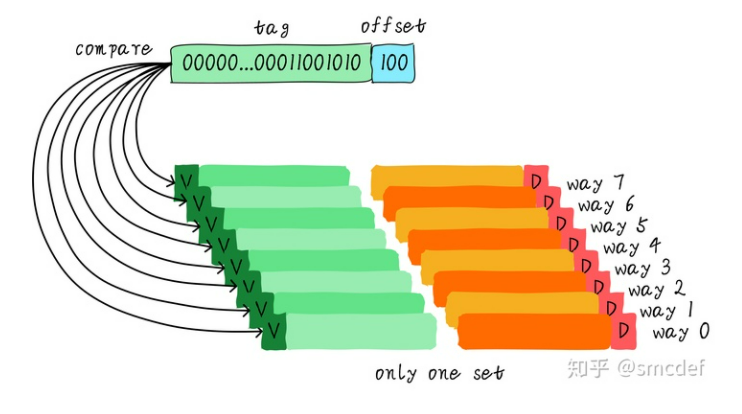 tag offset
compare
00000...00011001010 100
V D way 7
V D way 6
V D way 5
V D way 4
V D way 3
V D way 2
V D way 1
V D way 0
only one set
知乎 @smcdef